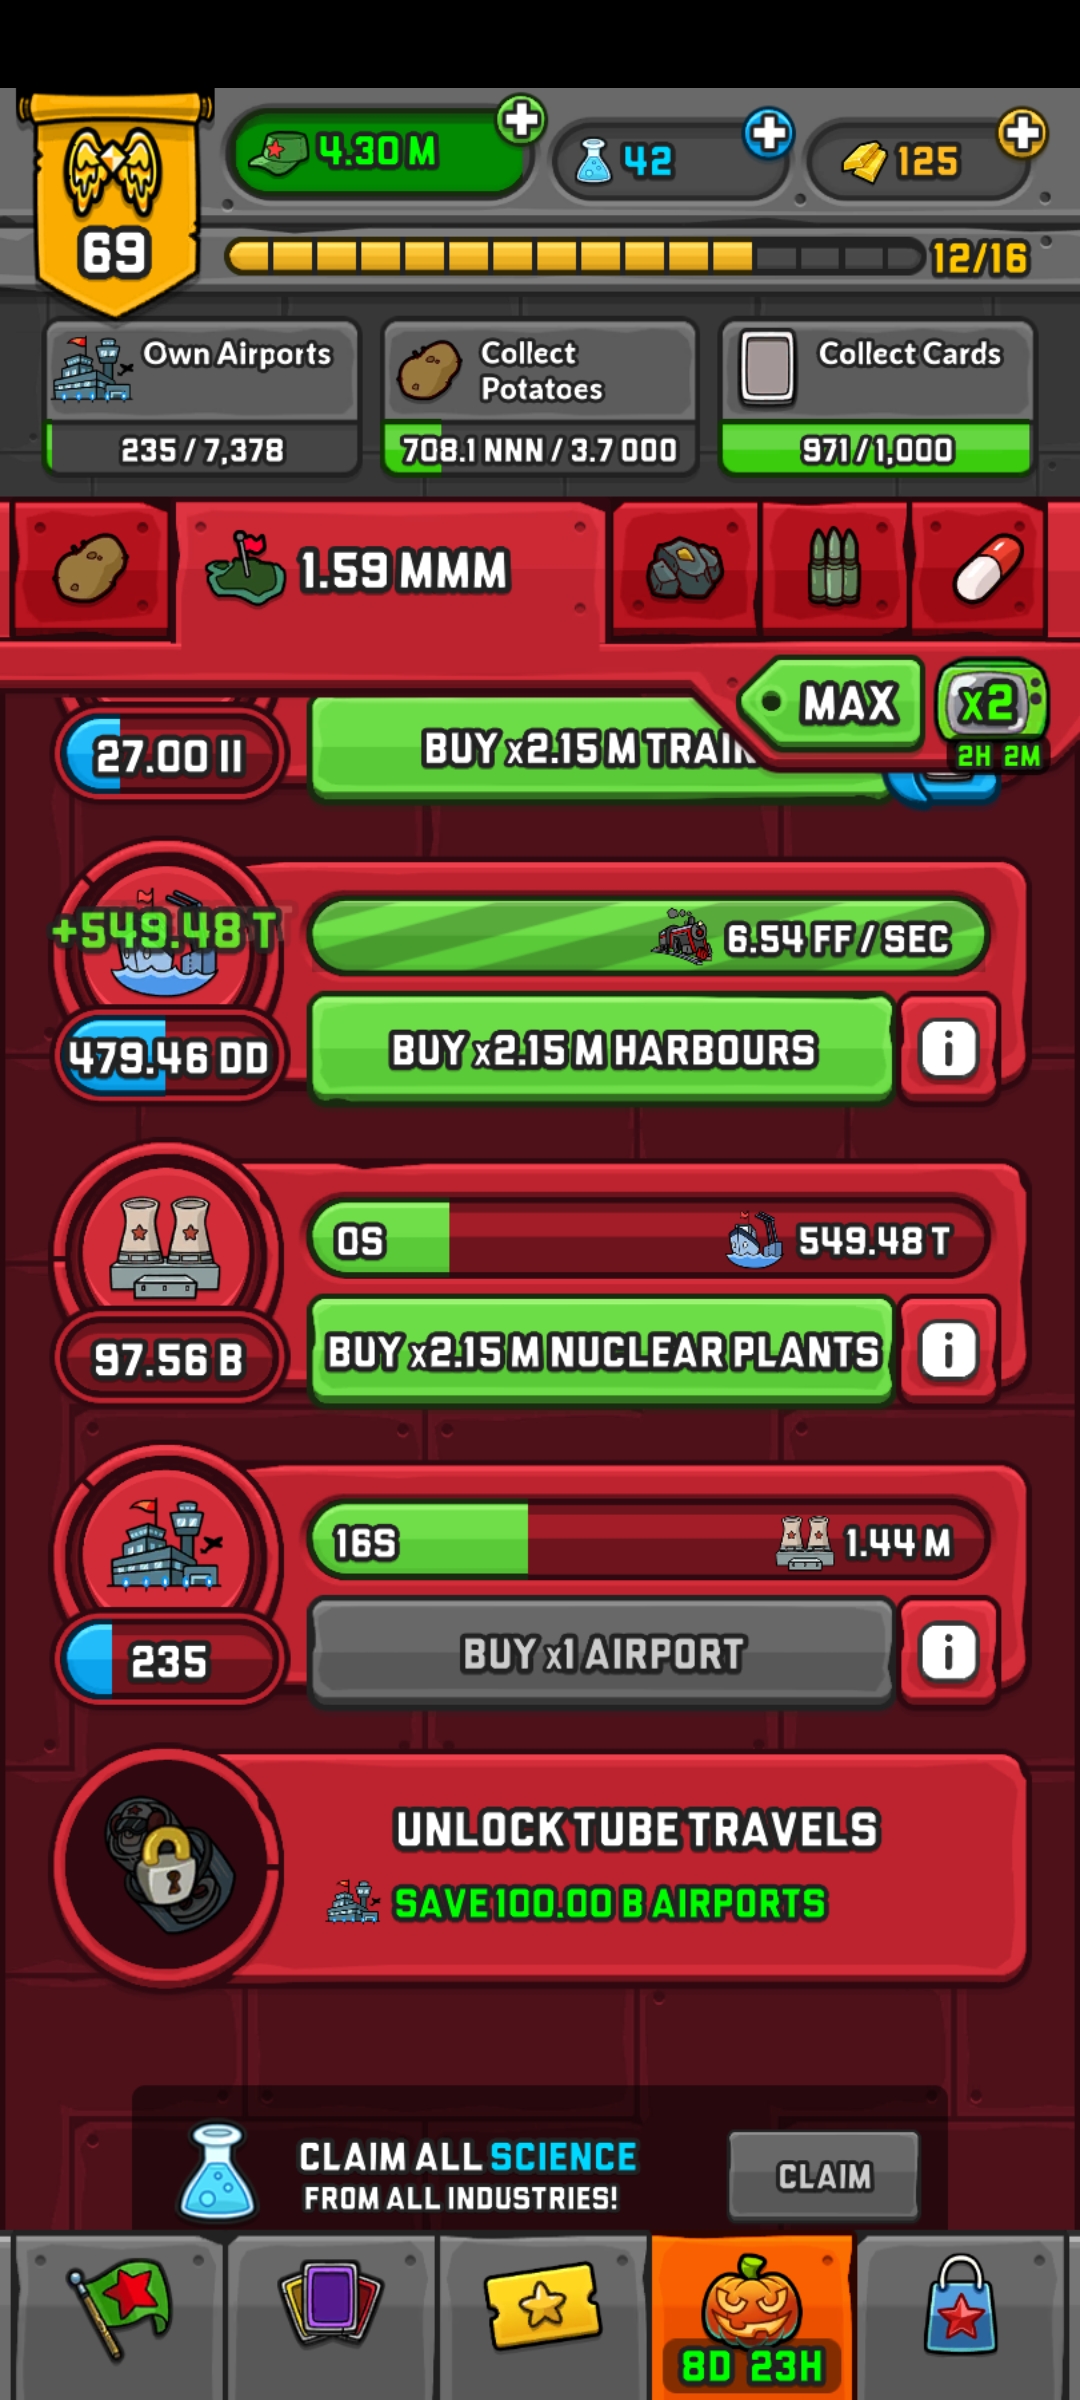 69
4.30 M
42
125
12/16
Own Airports
235 / 7,378
Collect
Potatoes
708.1 NNN / 3.7 OOO
Collect Cards
971 / 1,000
1.59 MMM
MAX
x2
2H 2M
27.00 II
BUY x2.15 M TRAIN
+549.48 T
6.54 FF / SEC
479.46 DD
BUY x2.15 M HARBOURS
i
0S
549.48 T
97.56 B
BUY x2.15 M NUCLEAR PLANTS
i
16S
1.44 M
235
BUY x1 AIRPORT
i
UNLOCK TUBE TRAVELS
SAVE 100.00 B AIRPORTS
CLAIM ALL SCIENCE
FROM ALL INDUSTRIES!
CLAIM
8D 23H